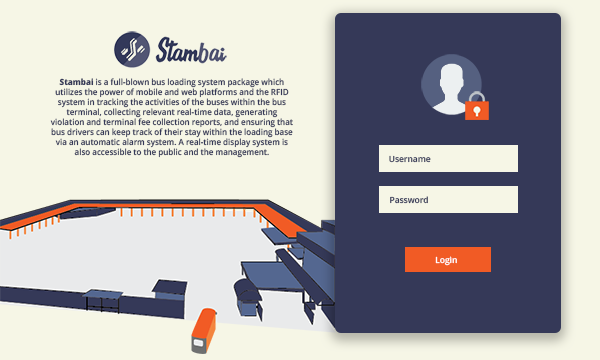 Stambai
Stambai is a full-blown bus loading system package which
utilizes the power of mobile and web platforms and the RFID
system in tracking the activities of the buses within the bus
terminal, collecting relevant real-time data, generating
violation and terminal fee collection reports, and ensuring that
bus drivers can keep track of their stay within the loading base
via an automatic alarm system. A real-time display system is
also accessible to the public and the management.
Username
Password
Login